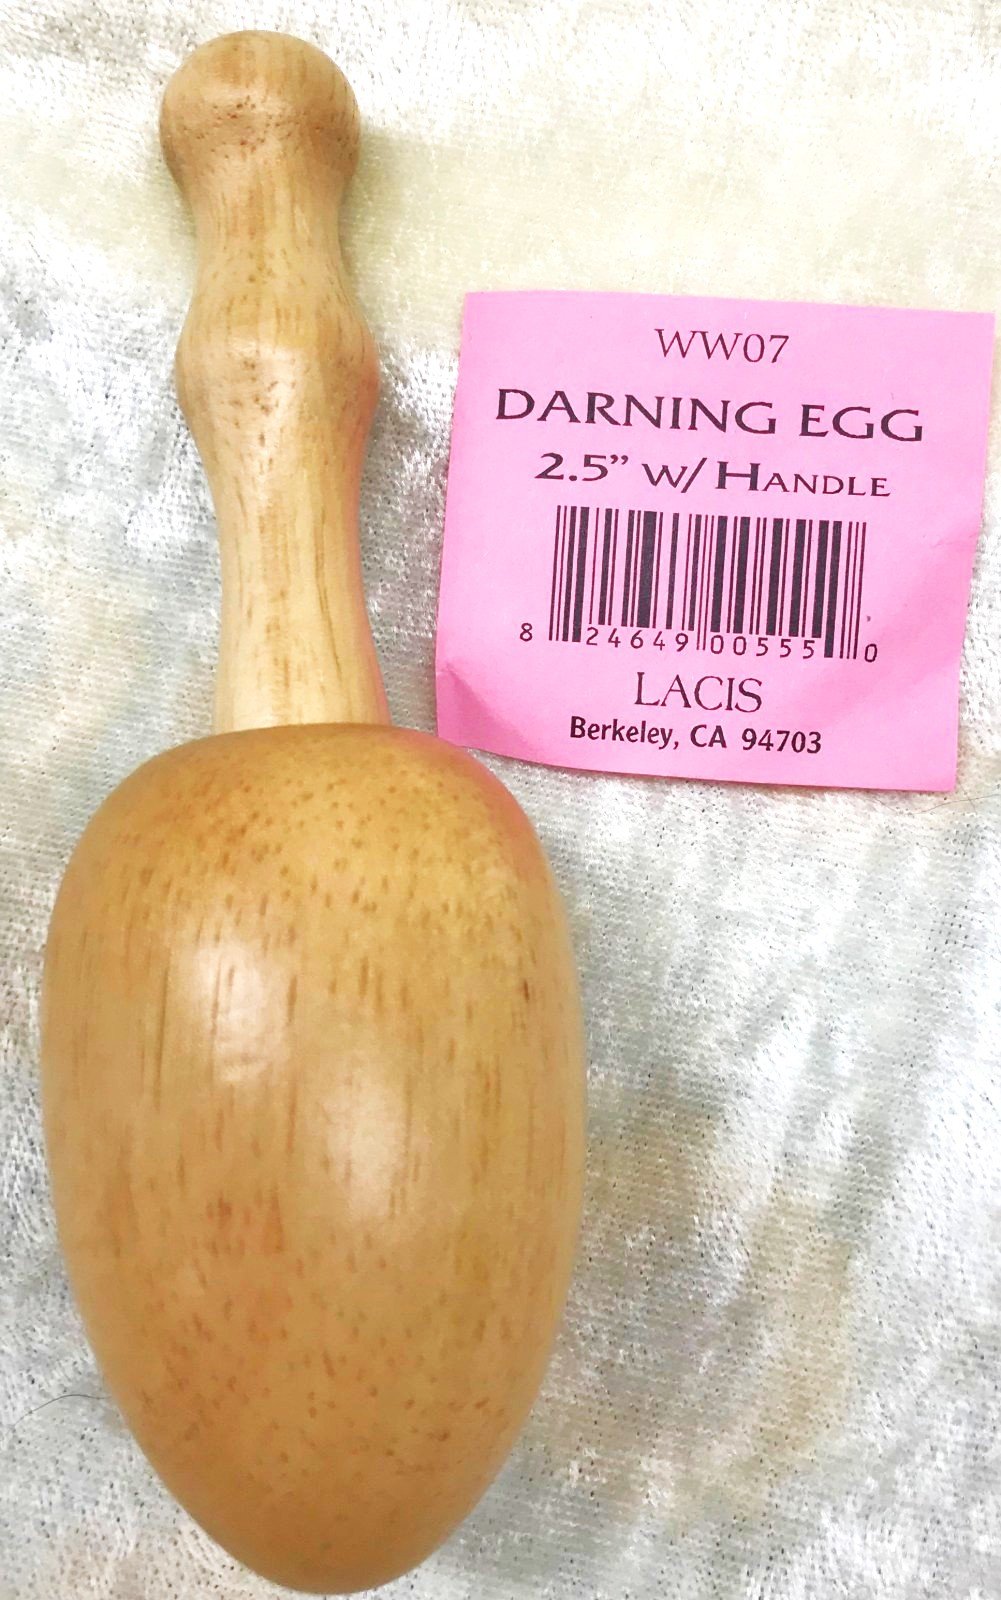 WW07
DARNING EGG
2.5” W/ HANDLE
8 24649 00555 0
LACIS
Berkeley, CA 94703